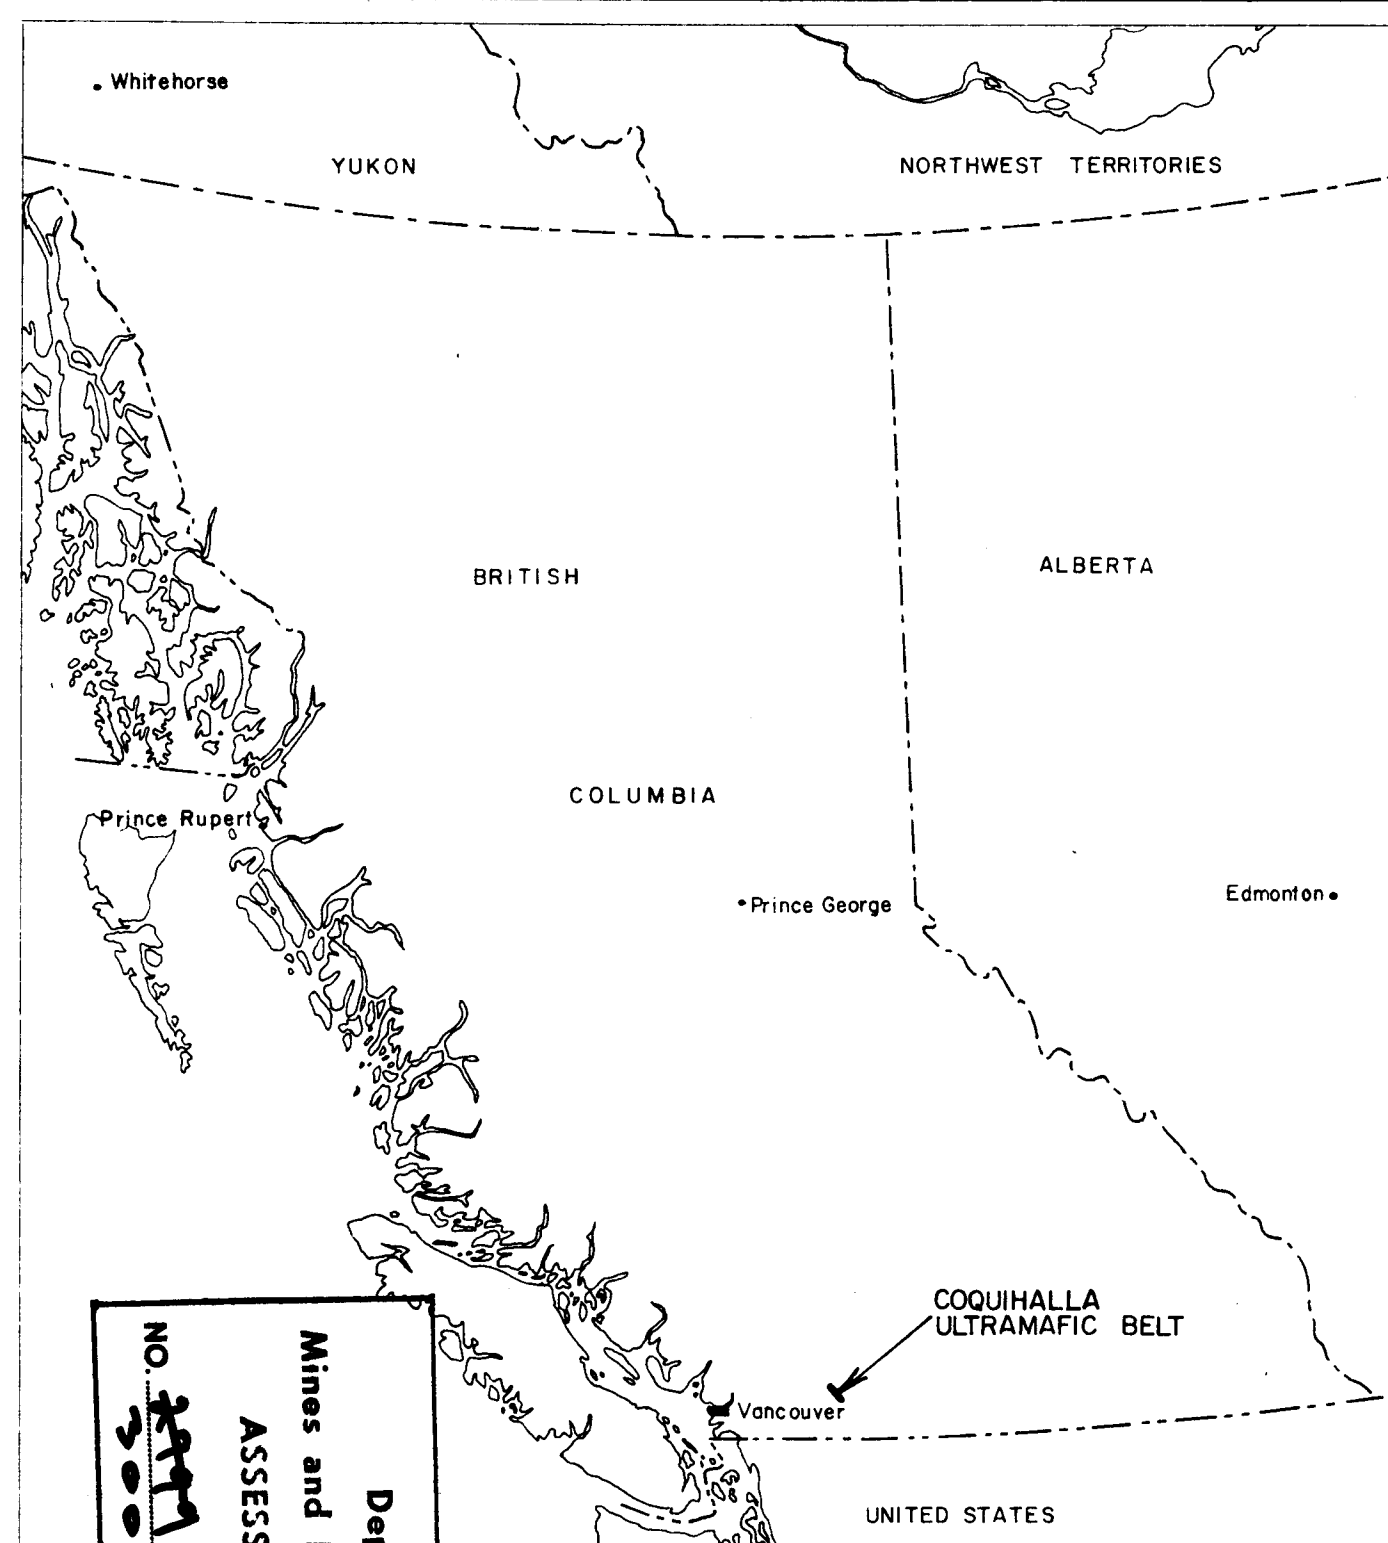 Whitehorse
YUKON
NORTHWEST TERRITORIES
BRITISH
ALBERTA
COLUMBIA
Prince Rupert
Prince George
Edmonton
COQUIHALLA
ULTRAMAFIC BELT
Vancouver
UNITED STATES
Mines and
ASSESS
NO.
300